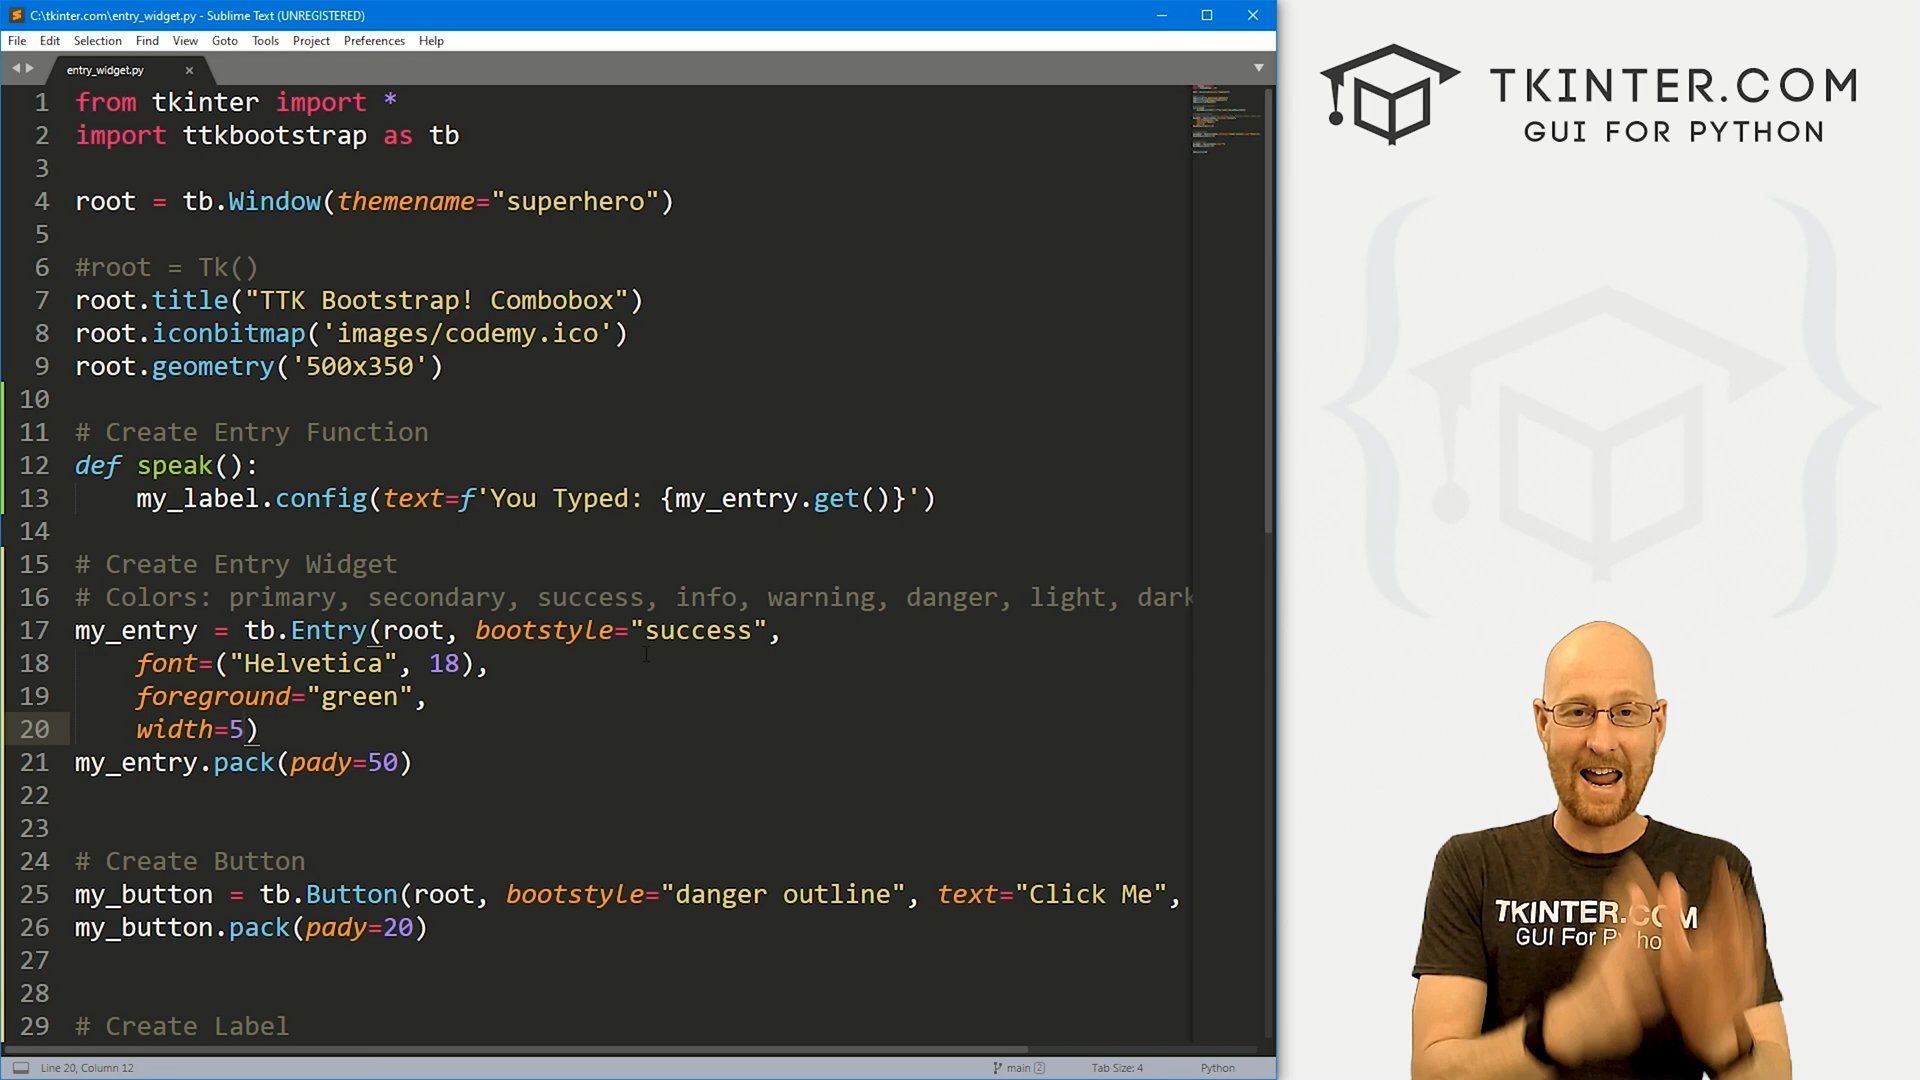 C:\tkinter.com\entry_widget.py - Sublime Text (UNREGISTERED)
File Edit Selection Find View Goto Tools Project Preferences Help
entry_widget.py
1 from tkinter import *
2 import ttkbootstrap as tb
3
4 root = tb.Window(themename="superhero")
5
6 #root = Tk()
7 root.title("TTK Bootstrap! Combobox")
8 root.iconbitmap('images/codemy.ico')
9 root.geometry('500x350')
10
11 # Create Entry Function
12 def speak():
13     my_label.config(text=f'You Typed: {my_entry.get()}')
14
15 # Create Entry Widget
16 # Colors: primary, secondary, success, info, warning, danger, light, dark
17 my_entry = tb.Entry(root, bootstyle="success",
18     font=("Helvetica", 18),
19     foreground="green",
20     width=5)
21 my_entry.pack(pady=50)
22
23
24 # Create Button
25 my_button = tb.Button(root, bootstyle="danger outline", text="Click Me",
26 my_button.pack(pady=20)
27
28
29 # Create Label
Line 20, Column 12
main 2
Tab Size: 4
Python
TKINTER.COM
GUI FOR PYTHON
TKINTER.COM
GUI For Pytho